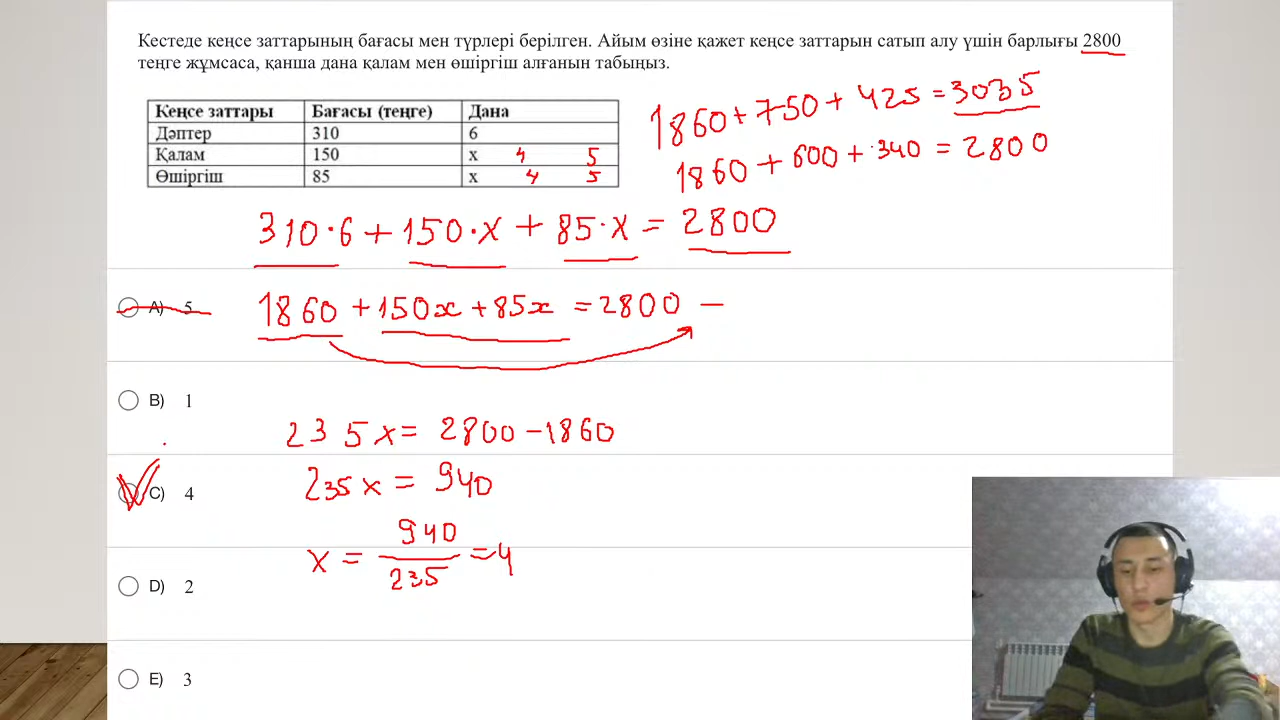 Кестеде кеңсе заттарының бағасы мен түрлері берілген. Айым өзіне қажет кеңсе заттарын сатып алу үшін барлығы 2800
теңге жұмсаса, қанша дана қалам мен өшіргіш алғанын табыңыз.
1860+750+425=3035
1860+600+340=2800
Кеңсе заттары Бағасы (теңге) Дана
Дәптер 310 6
Қалам 150 x 4 5
Өшіргіш 85 x 4 5
310·6+150·x+85·x=2800
A) 5
1860+150x+85x=2800 −
B) 1
235x=2800−1860
C) 4
235x=940
x=940/235=4
D) 2
E) 3